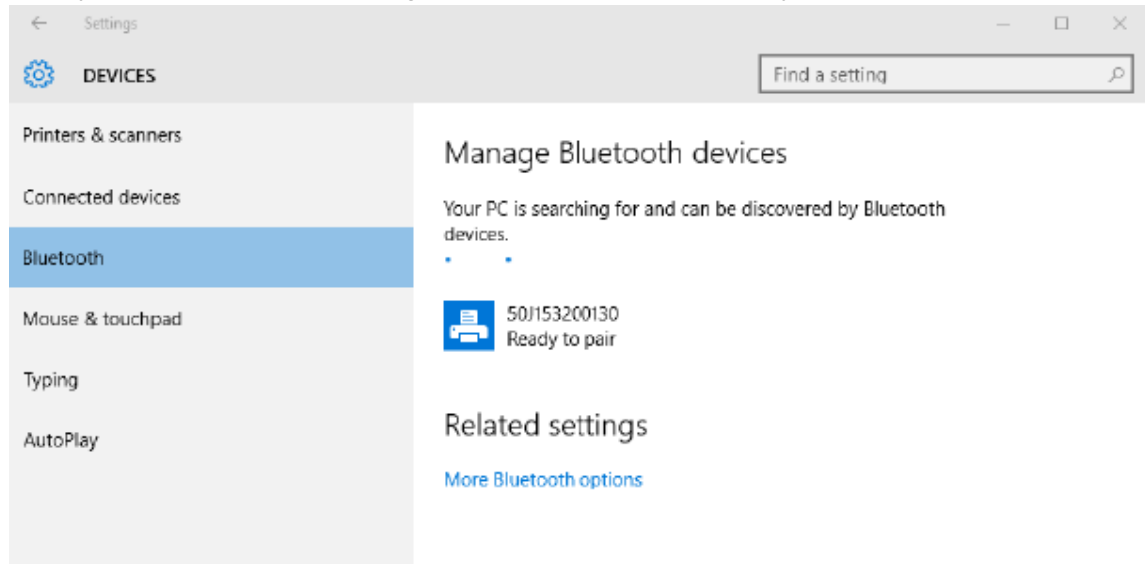 Settings
DEVICES
Find a setting
Printers & scanners
Connected devices
Bluetooth
Mouse & touchpad
Typing
AutoPlay
Manage Bluetooth devices
Your PC is searching for and can be discovered by Bluetooth
devices.
50J153200130
Ready to pair
Related settings
More Bluetooth options